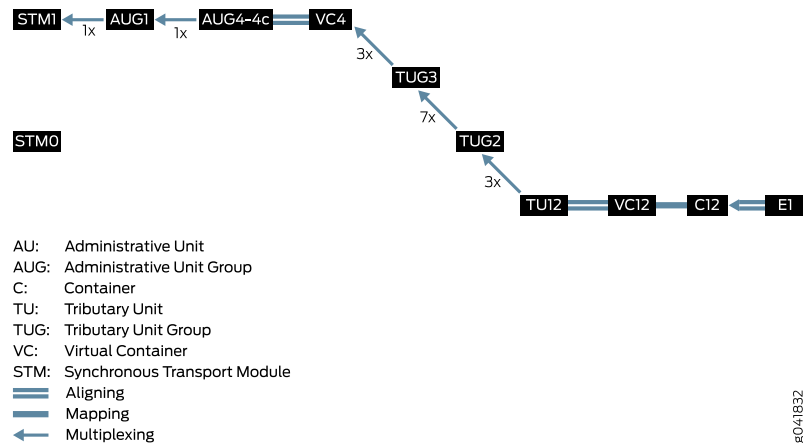 STM1 AUG1 AUG4-4c VC4
1x 1x
3x
TUG3
7x
STM0 TUG2
3x
TU12 VC12 C12 E1
AU: Administrative Unit
AUG: Administrative Unit Group
C: Container
TU: Tributary Unit
TUG: Tributary Unit Group
VC: Virtual Container
STM: Synchronous Transport Module
Aligning
Mapping
Multiplexing
g041832